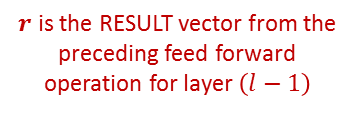 r is the RESULT vector from the
preceding feed forward
operation for layer (l − 1)